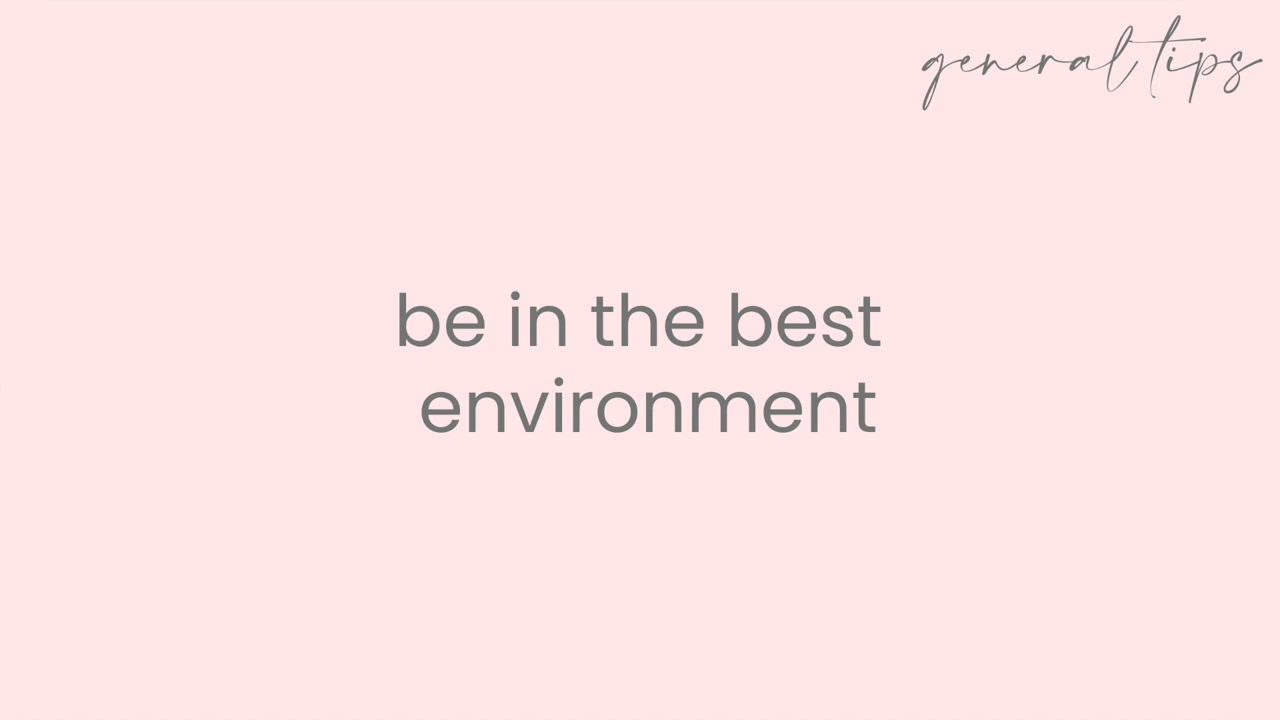 general tips
be in the best
environment